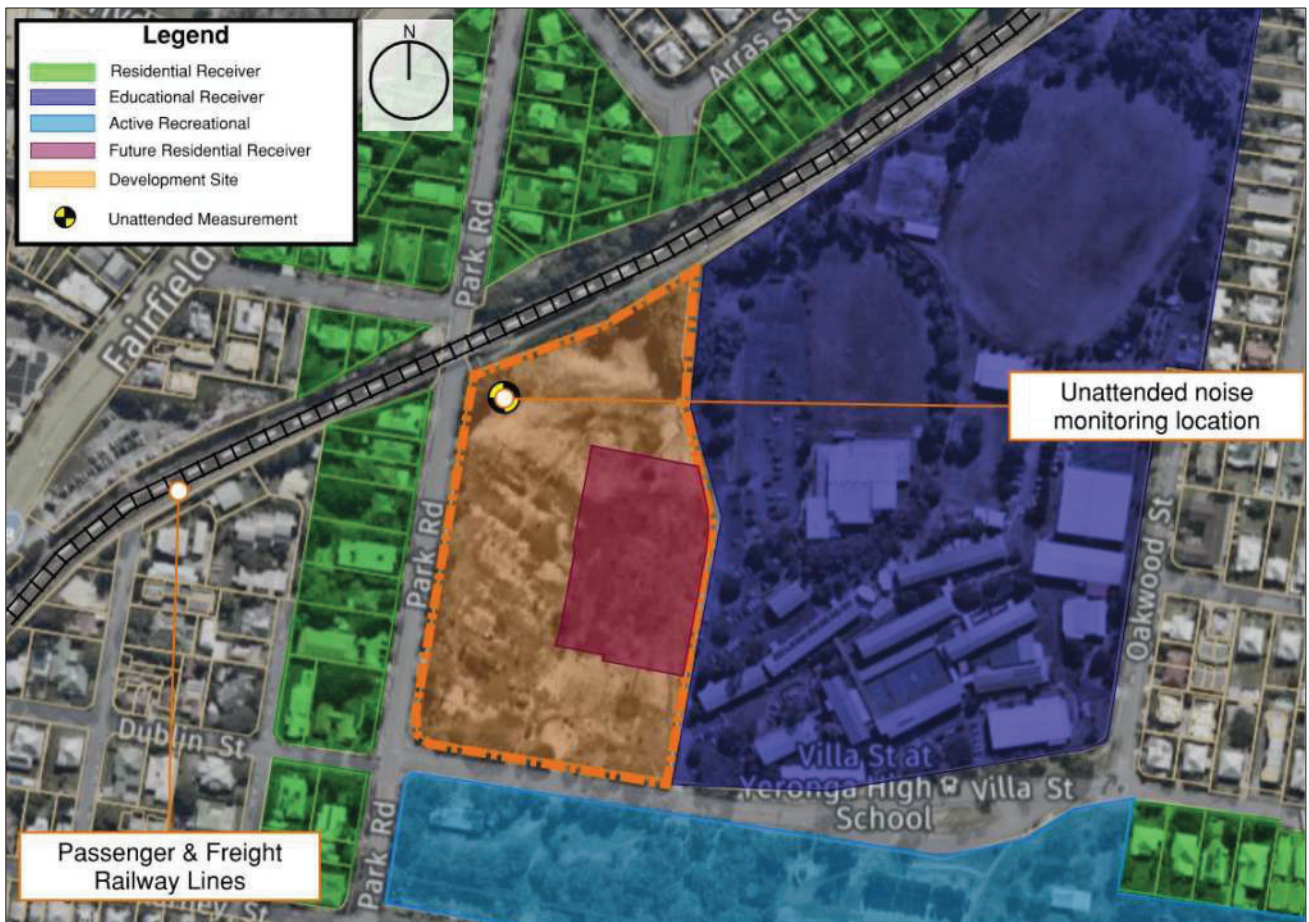 Legend
Residential Receiver
Educational Receiver
Active Recreational
Future Residential Receiver
Development Site
Unattended Measurement
N
Arras St
Park Rd
Fairfield
Unattended noise
monitoring location
Park Rd
Oakwood St
Dublin St
Villa St at
Yeronga High
School
Villa St
Park Rd
Passenger & Freight
Railway Lines